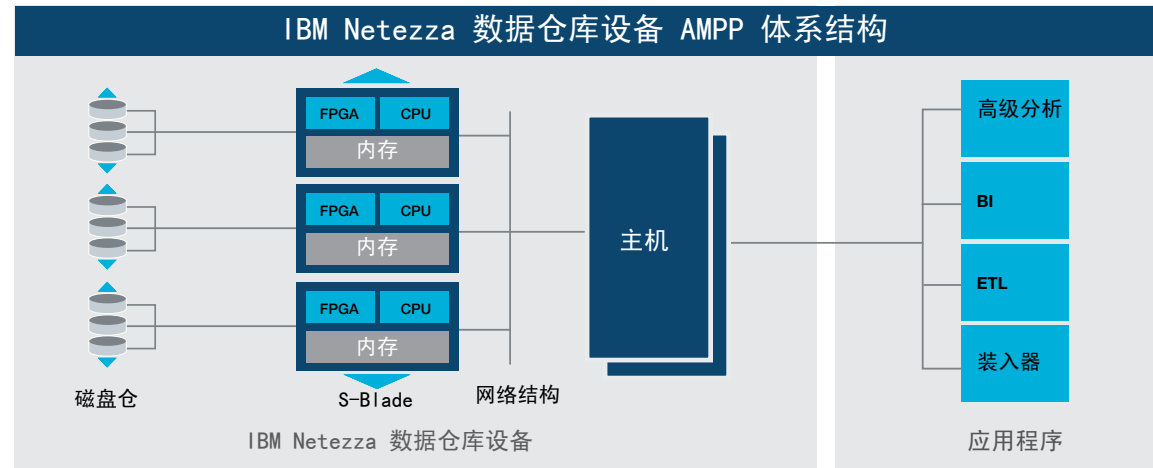 IBM Netezza 数据仓库设备 AMPP 体系结构
FPGA CPU
内存
FPGA CPU
内存
FPGA CPU
内存
磁盘仓
S-Blade
网络结构
主机
IBM Netezza 数据仓库设备
高级分析
BI
ETL
装入器
应用程序